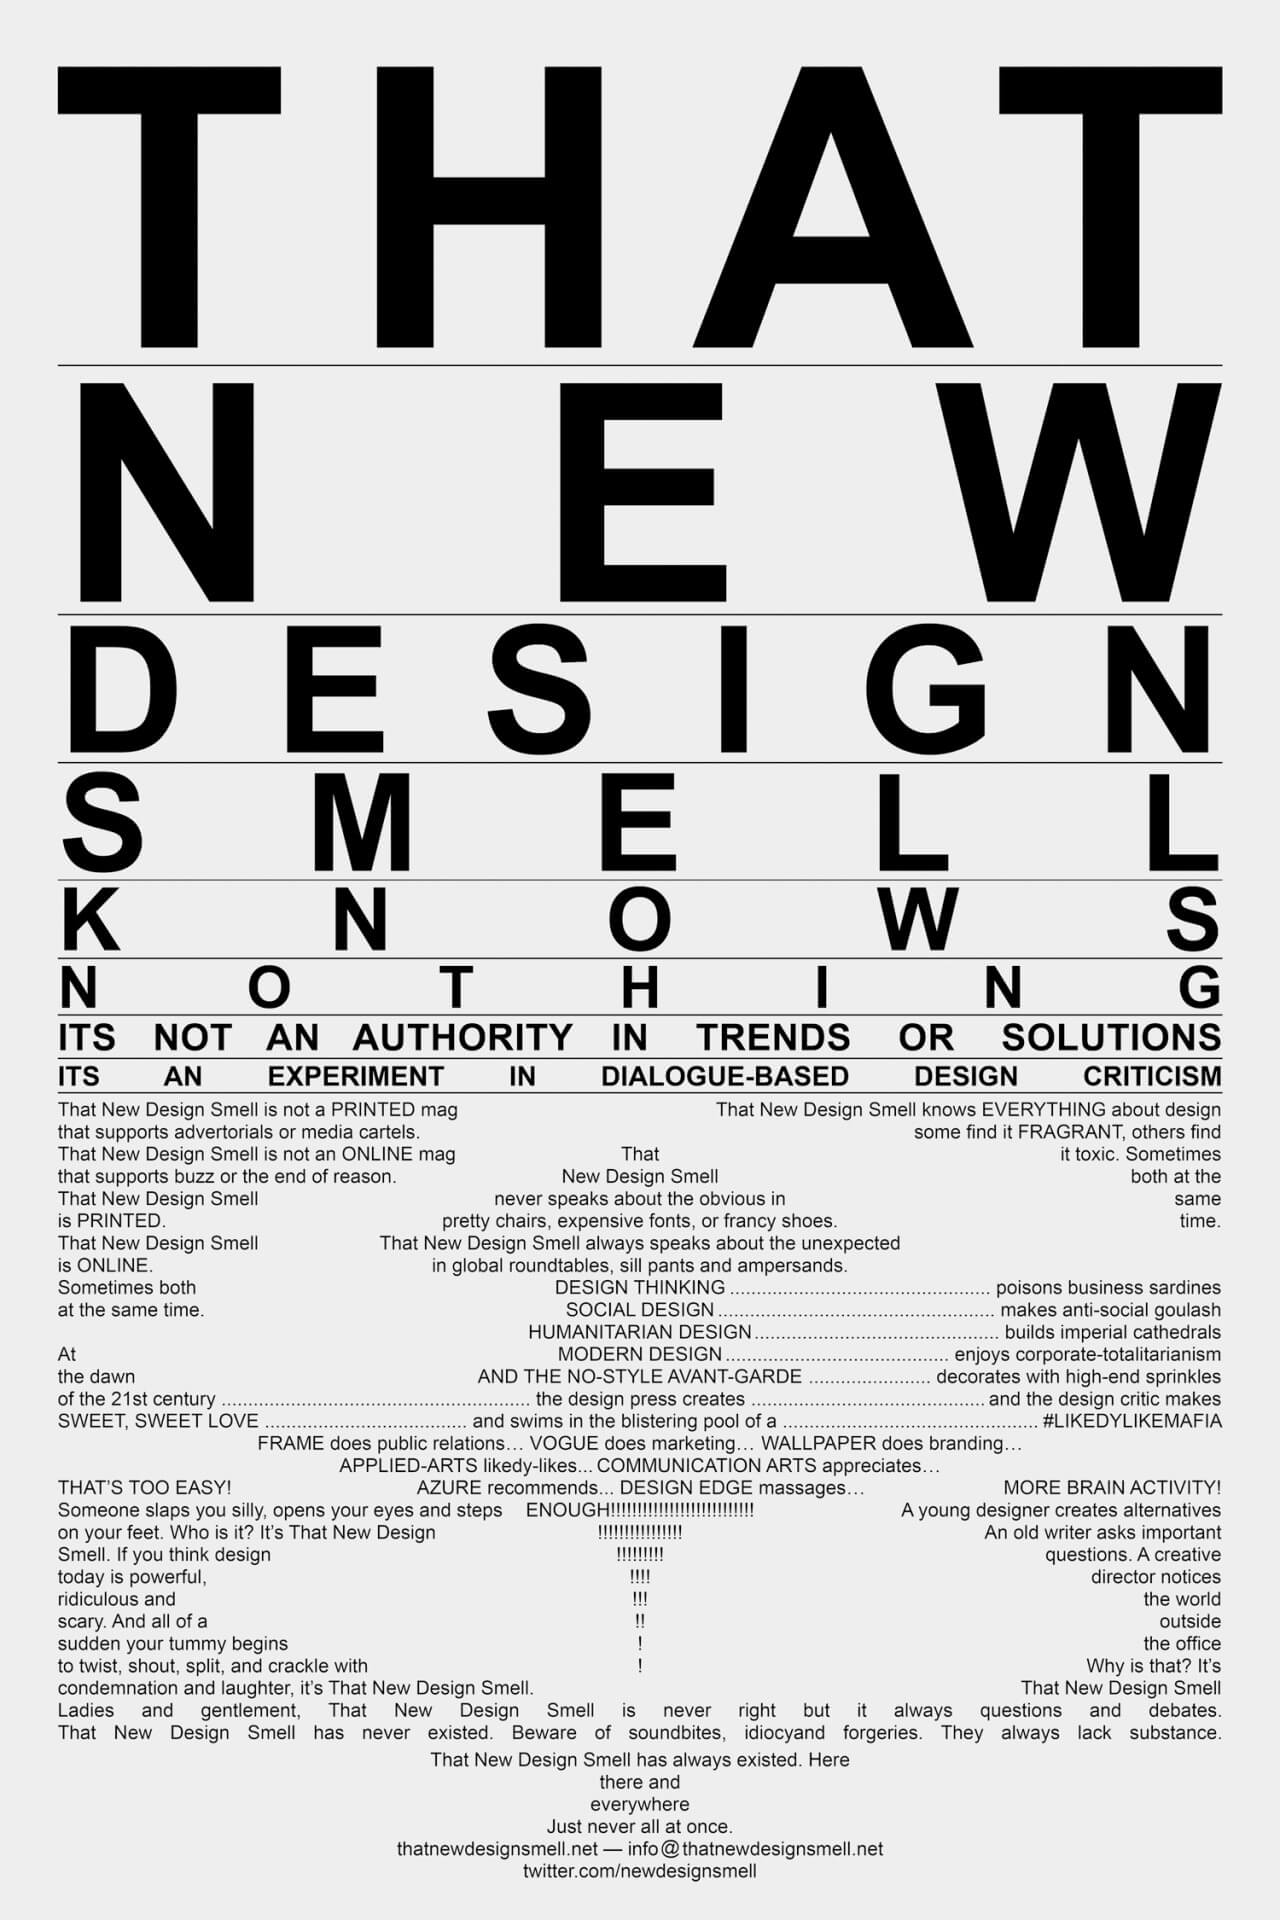 THAT
NEW
DESIGN
SMELL
KNOWS
NOTHING
ITS NOT AN AUTHORITY IN TRENDS OR SOLUTIONS
ITS AN EXPERIMENT IN DIALOGUE-BASED DESIGN CRITICISM
That New Design Smell is not a PRINTED mag
that supports advertorials or media cartels.
That New Design Smell is not an ONLINE mag
that supports buzz or the end of reason.
That New Design Smell
is PRINTED.
That New Design Smell
is ONLINE.
Sometimes both
at the same time.
That
New Design Smell
never speaks about the obvious in
pretty chairs, expensive fonts, or francy shoes.
That New Design Smell always speaks about the unexpected
in global roundtables, sill pants and ampersands.
That New Design Smell knows EVERYTHING about design
some find it FRAGRANT, others find
it toxic. Sometimes
both at the
same
time.
DESIGN THINKING ................................................ poisons business sardines
SOCIAL DESIGN ................................................... makes anti-social goulash
HUMANITARIAN DESIGN ............................................. builds imperial cathedrals
At MODERN DESIGN ......................................... enjoys corporate-totalitarianism
the dawn AND THE NO-STYLE AVANT-GARDE ....................... decorates with high-end sprinkles
of the 21st century ......................................................... the design press creates ........................................... and the design critic makes
SWEET, SWEET LOVE ...................................... and swims in the blistering pool of a ................................................ #LIKEDYLIKEMAFIA
FRAME does public relations… VOGUE does marketing… WALLPAPER does branding…
APPLIED-ARTS likedy-likes... COMMUNICATION ARTS appreciates…
AZURE recommends... DESIGN EDGE massages…
THAT’S TOO EASY!
Someone slaps you silly, opens your eyes and steps
on your feet. Who is it? It’s That New Design
Smell. If you think design
today is powerful,
ridiculous and
scary. And all of a
sudden your tummy begins
to twist, shout, split, and crackle with
condemnation and laughter, it’s That New Design Smell.
ENOUGH!!!!!!!!!!!!!!!!!!!!!!!!!!!
!!!!!!!!!!!!!!!!
!!!!!!!!!
!!!!
!!!
!!
!
!
MORE BRAIN ACTIVITY!
A young designer creates alternatives
An old writer asks important
questions. A creative
director notices
the world
outside
the office
Why is that? It’s
That New Design Smell
Ladies and gentlement, That New Design Smell is never right but it always questions and debates.
That New Design Smell has never existed. Beware of soundbites, idiocyand forgeries. They always lack substance.
That New Design Smell has always existed. Here
there and
everywhere
Just never all at once.
thatnewdesignsmell.net — info@thatnewdesignsmell.net
twitter.com/newdesignsmell